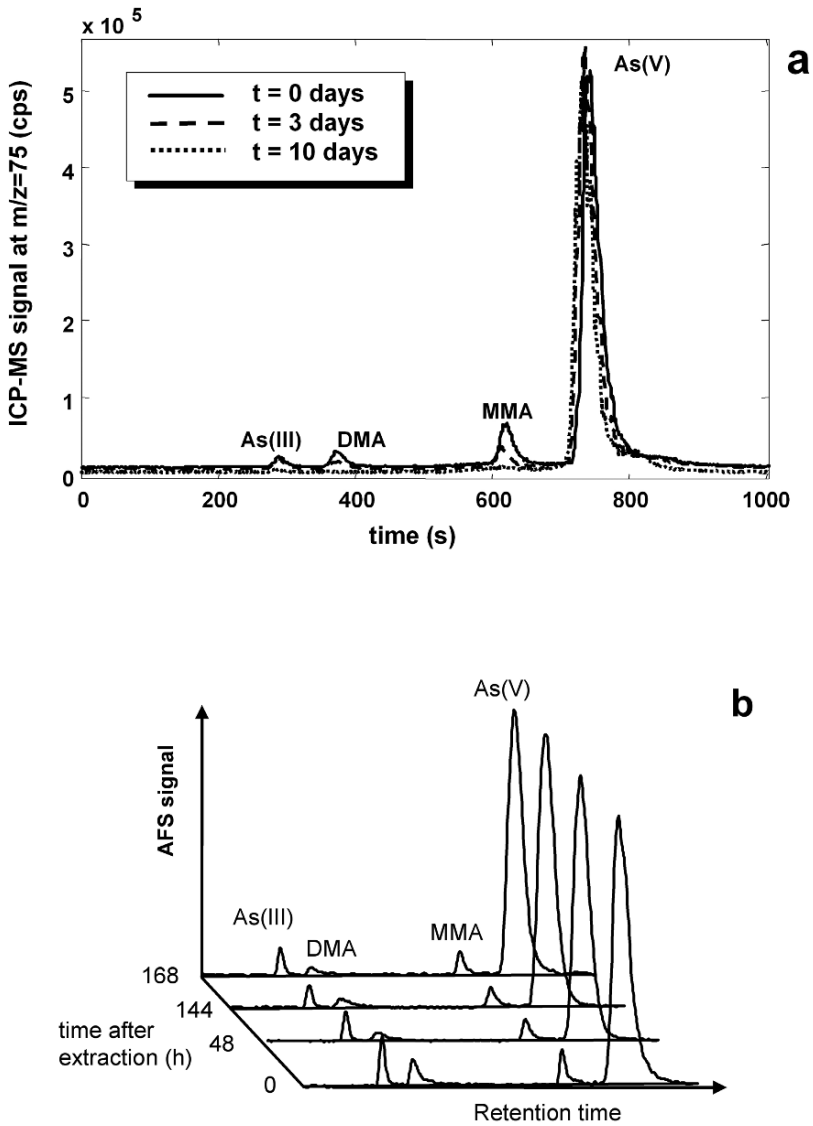 x 10 5
a
As(V)
t = 0 days
t = 3 days
t = 10 days
ICP-MS signal at m/z=75 (cps)
5
4
3
2
1
0
As(III)
DMA
MMA
0
200
400
600
800
1000
time (s)
b
As(V)
AFS signal
As(III)
DMA
MMA
168
144
48
0
time after
extraction (h)
Retention time